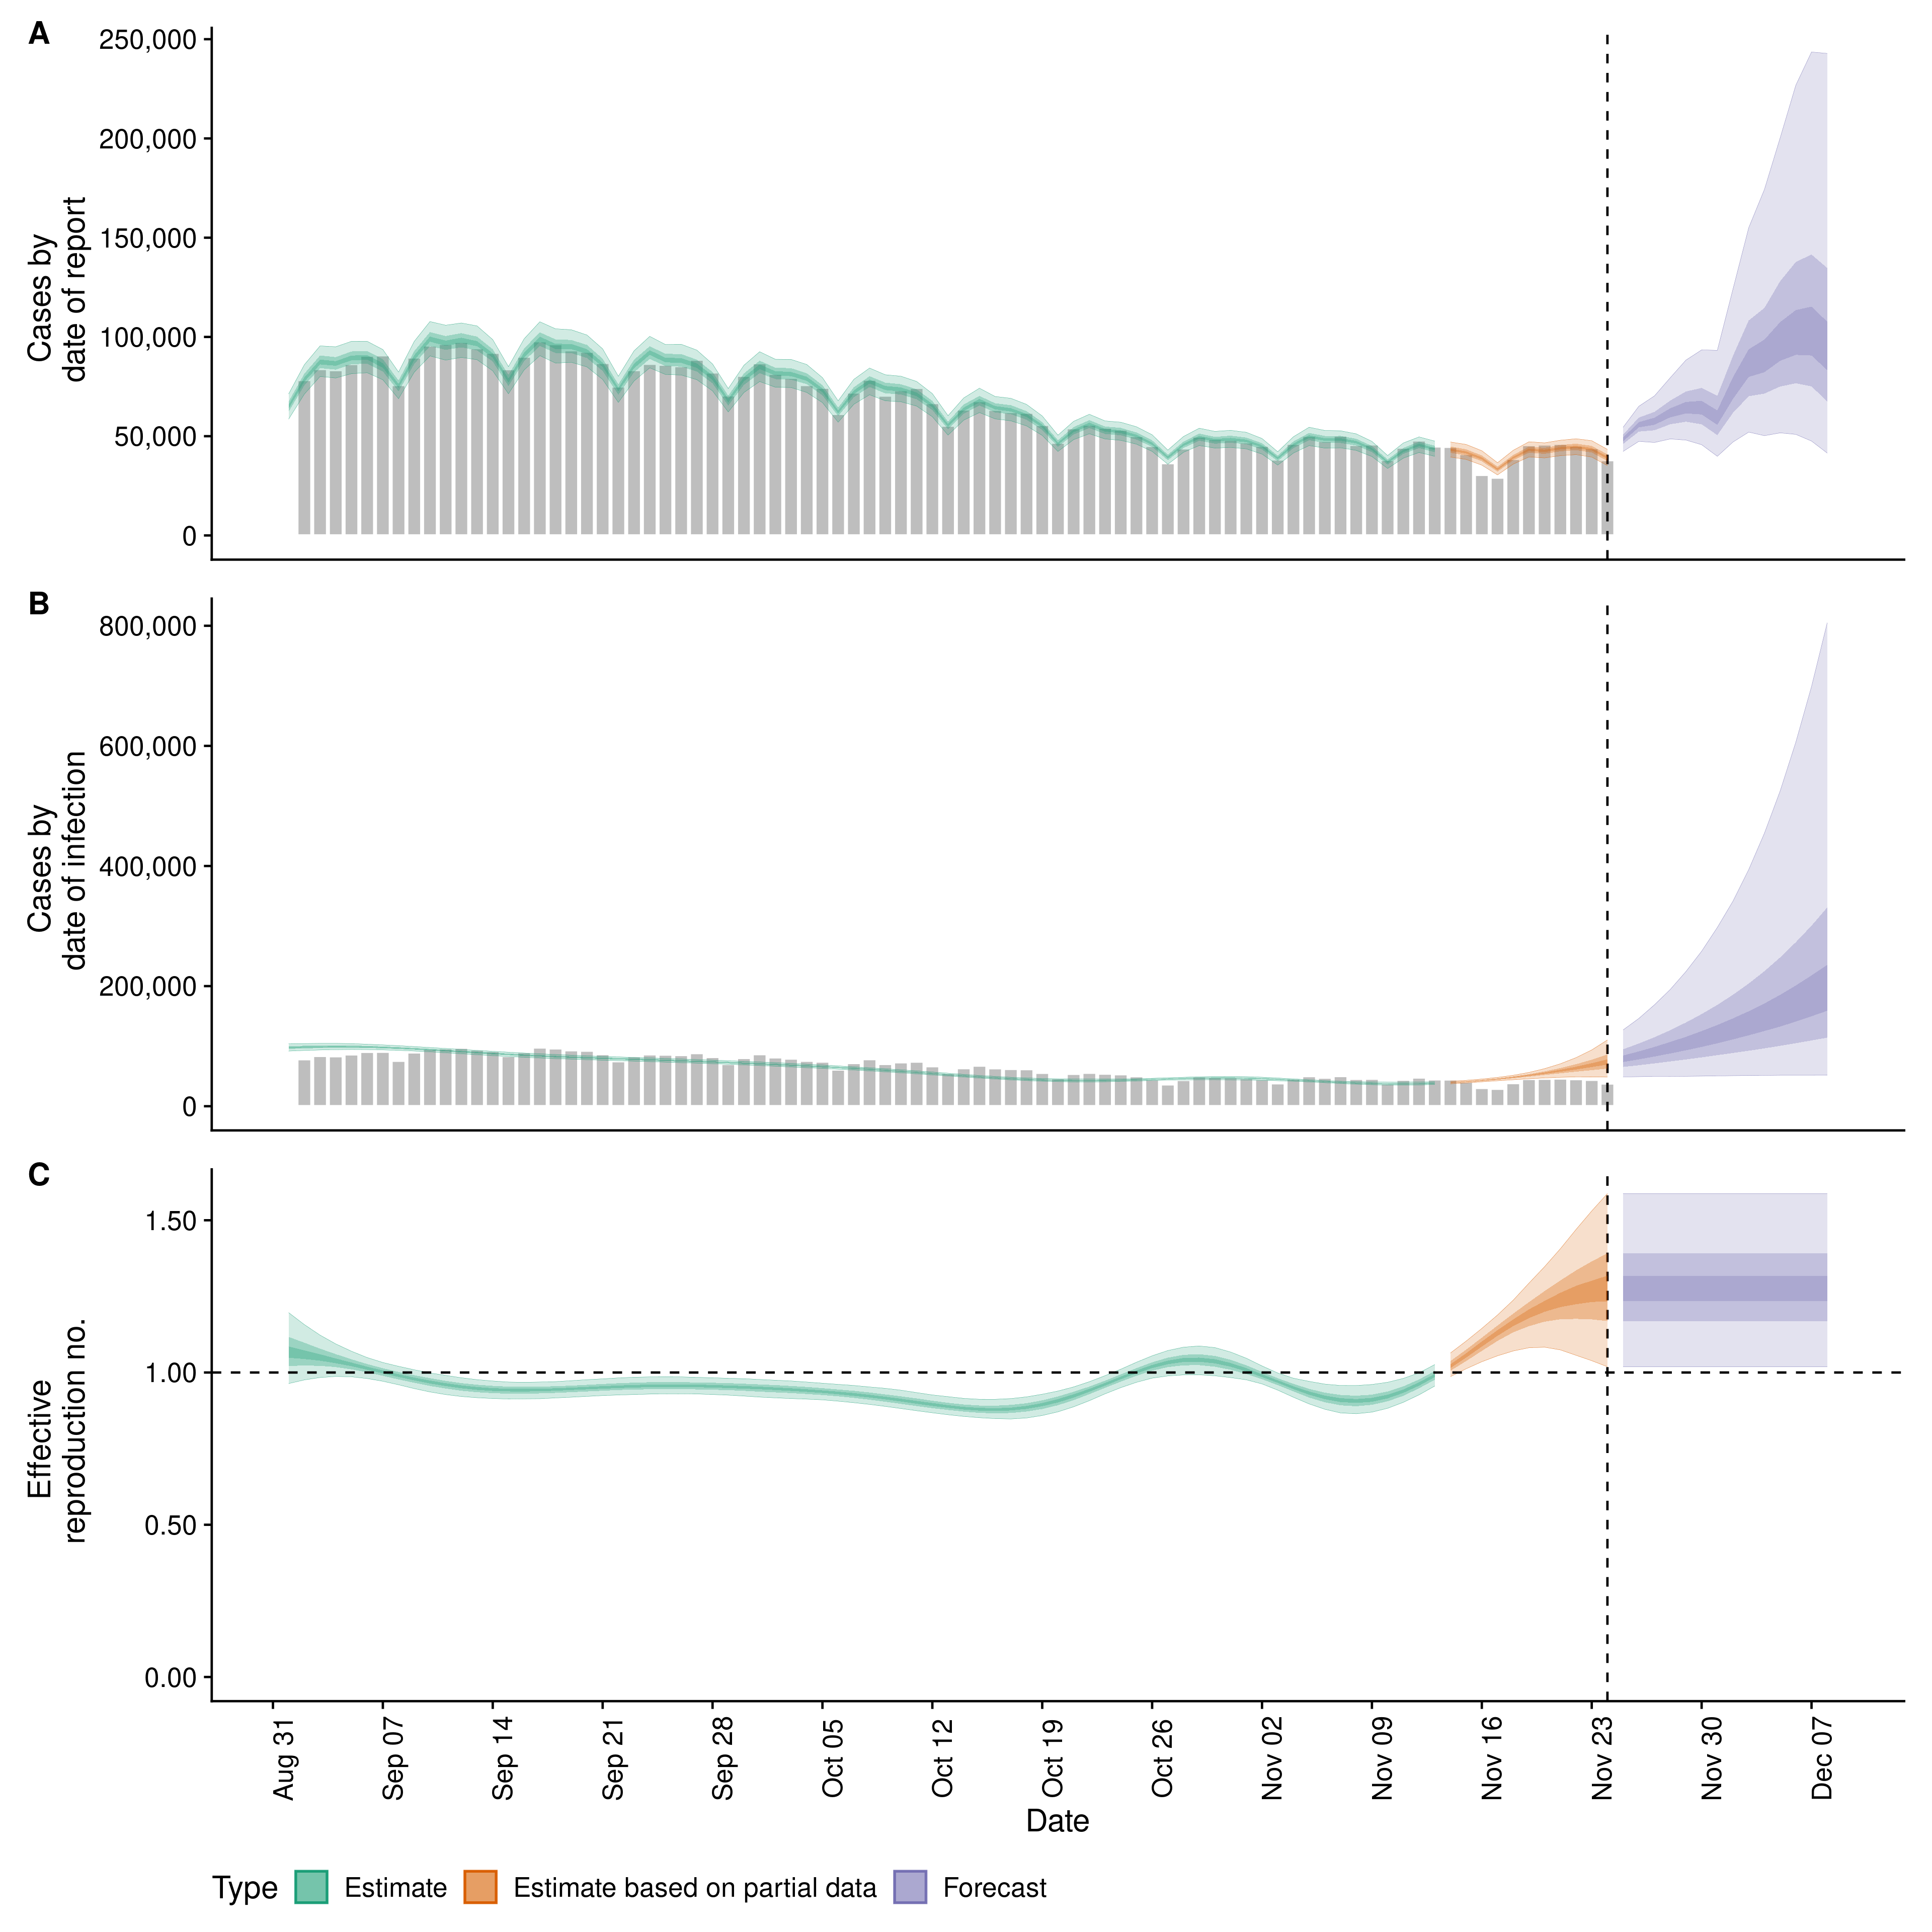 A
250,000
200,000
150,000
100,000
50,000
0
Cases by
date of report
B
800,000
600,000
400,000
200,000
0
Cases by
date of infection
C
1.50
1.00
0.50
0.00
Effective
reproduction no.
Aug 31
Sep 07
Sep 14
Sep 21
Sep 28
Oct 05
Oct 12
Oct 19
Oct 26
Nov 02
Nov 09
Nov 16
Nov 23
Nov 30
Dec 07
Date
Type Estimate Estimate based on partial data Forecast